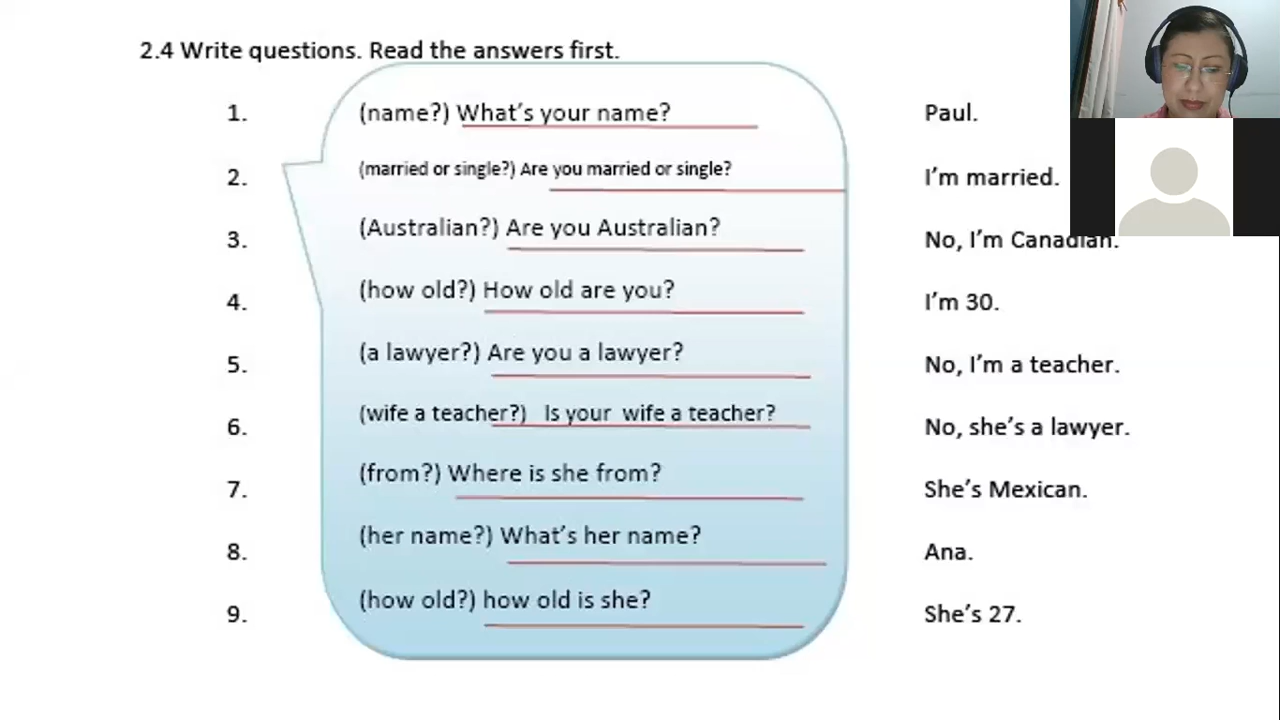 2.4 Write questions. Read the answers first.
1. (name?) What's your name? Paul.
2. (married or single?) Are you married or single? I'm married.
3. (Australian?) Are you Australian? No, I'm Canadian.
4. (how old?) How old are you? I'm 30.
5. (a lawyer?) Are you a lawyer? No, I'm a teacher.
6. (wife a teacher?) Is your wife a teacher? No, she's a lawyer.
7. (from?) Where is she from? She's Mexican.
8. (her name?) What's her name? Ana.
9. (how old?) how old is she? She's 27.